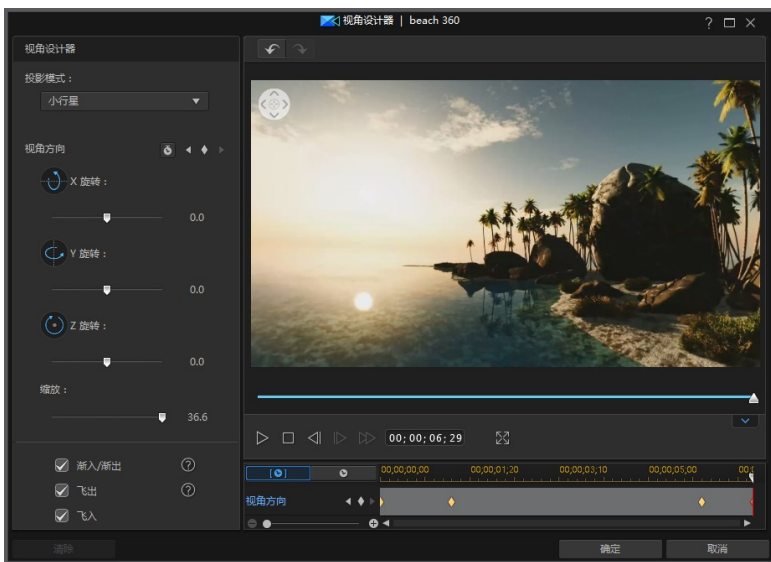 视角设计器 | beach 360
?
视角设计器
投影模式：
小行星
视角方向
X 旋转：
0.0
Y 旋转：
0.0
Z 旋转：
0.0
缩放：
36.6
渐入/渐出
飞出
飞入
清除
00;00;06;29
00;00;00;00 00;00;01;20 00;00;03;10 00;00;05;00
视角方向
确定 取消